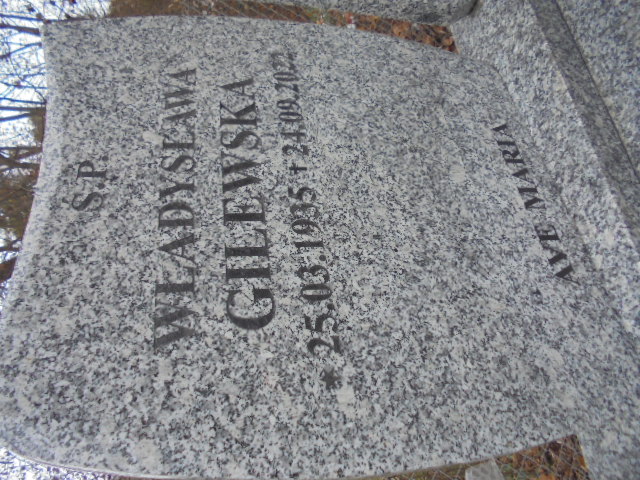 Ś.P.
WŁADYSŁAWA
GILEWSKA
* 25.03.1935 + 24.09.2022
AVE MARIA